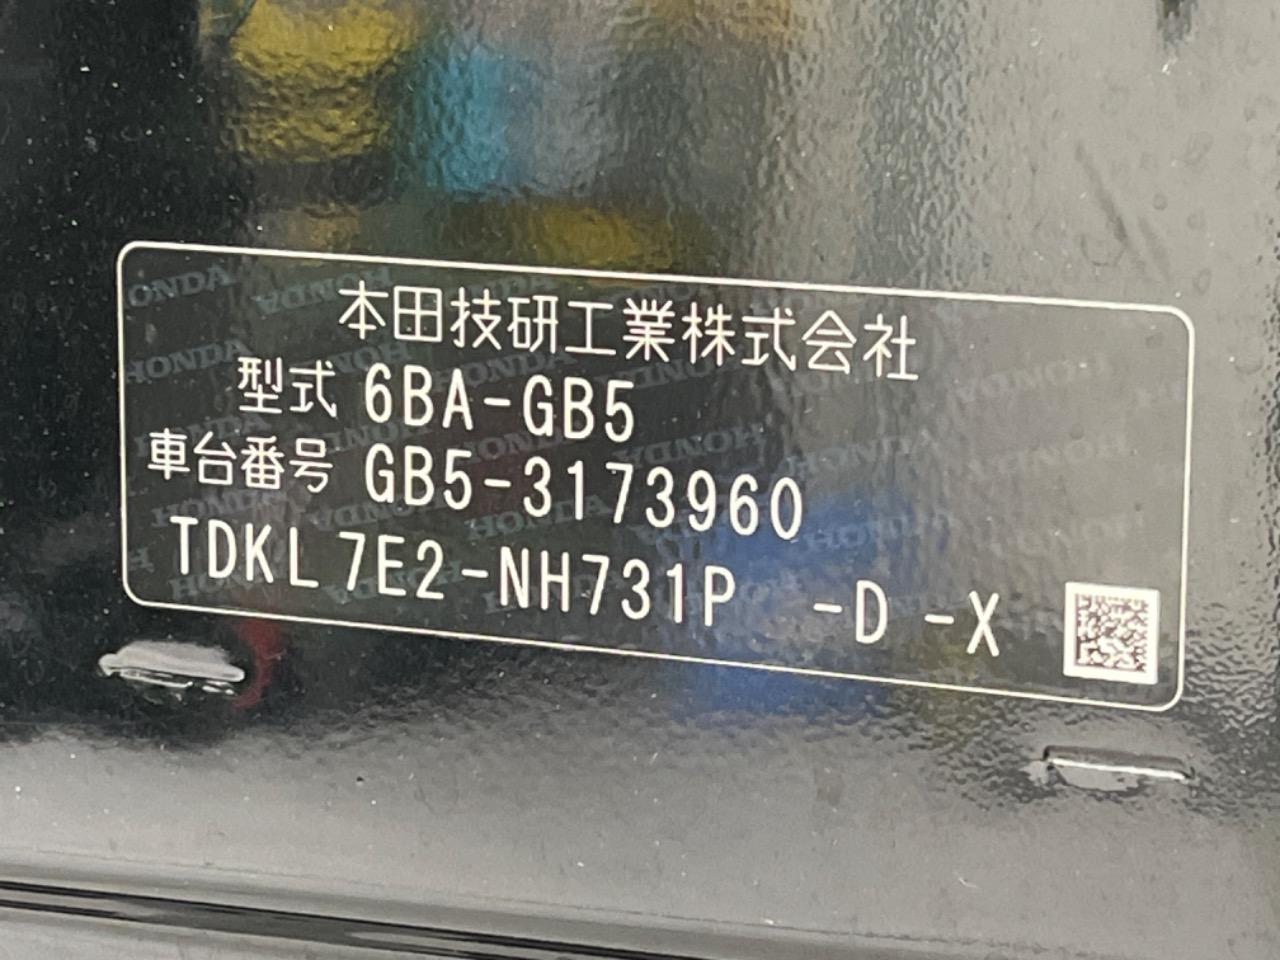 本田技研工業株式会社
型式 6BA-GB5
車台番号 GB5-3173960
TDKL7E2-NH731P -D -X